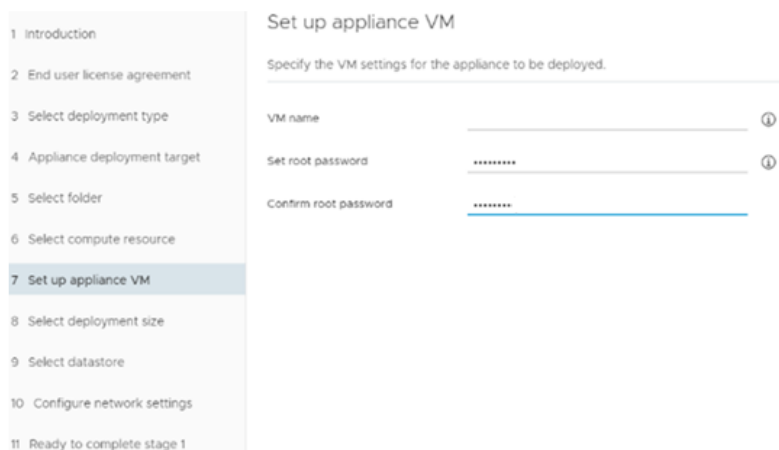 1 Introduction
2 End user license agreement
3 Select deployment type
4 Appliance deployment target
5 Select folder
6 Select compute resource
7 Set up appliance VM
8 Select deployment size
9 Select datastore
10 Configure network settings
11 Ready to complete stage 1
Set up appliance VM
Specify the VM settings for the appliance to be deployed.
VM name
Set root password
Confirm root password